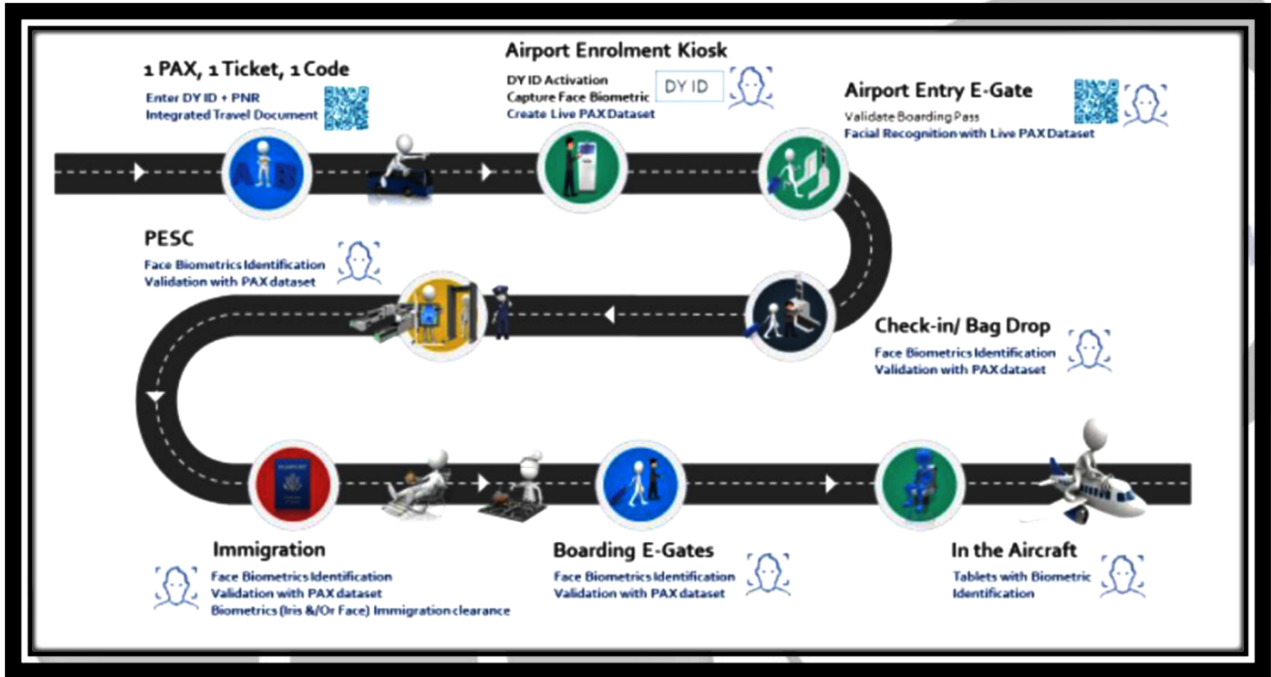 1 PAX, 1 Ticket, 1 Code
Enter DY ID + PNR
Integrated Travel Document
Airport Enrolment Kiosk
DY ID Activation
Capture Face Biometric
Create Live PAX Dataset
DY ID
Airport Entry E-Gate
Validate Boarding Pass
Facial Recognition with Live PAX Dataset
PESC
Face Biometrics Identification
Validation with PAX dataset
Check-in/ Bag Drop
Face Biometrics Identification
Validation with PAX dataset
PASSPORT
Immigration
Face Biometrics Identification
Validation with PAX dataset
Biometrics (Iris &/Or Face) Immigration clearance
Boarding E-Gates
Face Biometrics Identification
Validation with PAX dataset
In the Aircraft
Tablets with Biometric
Identification